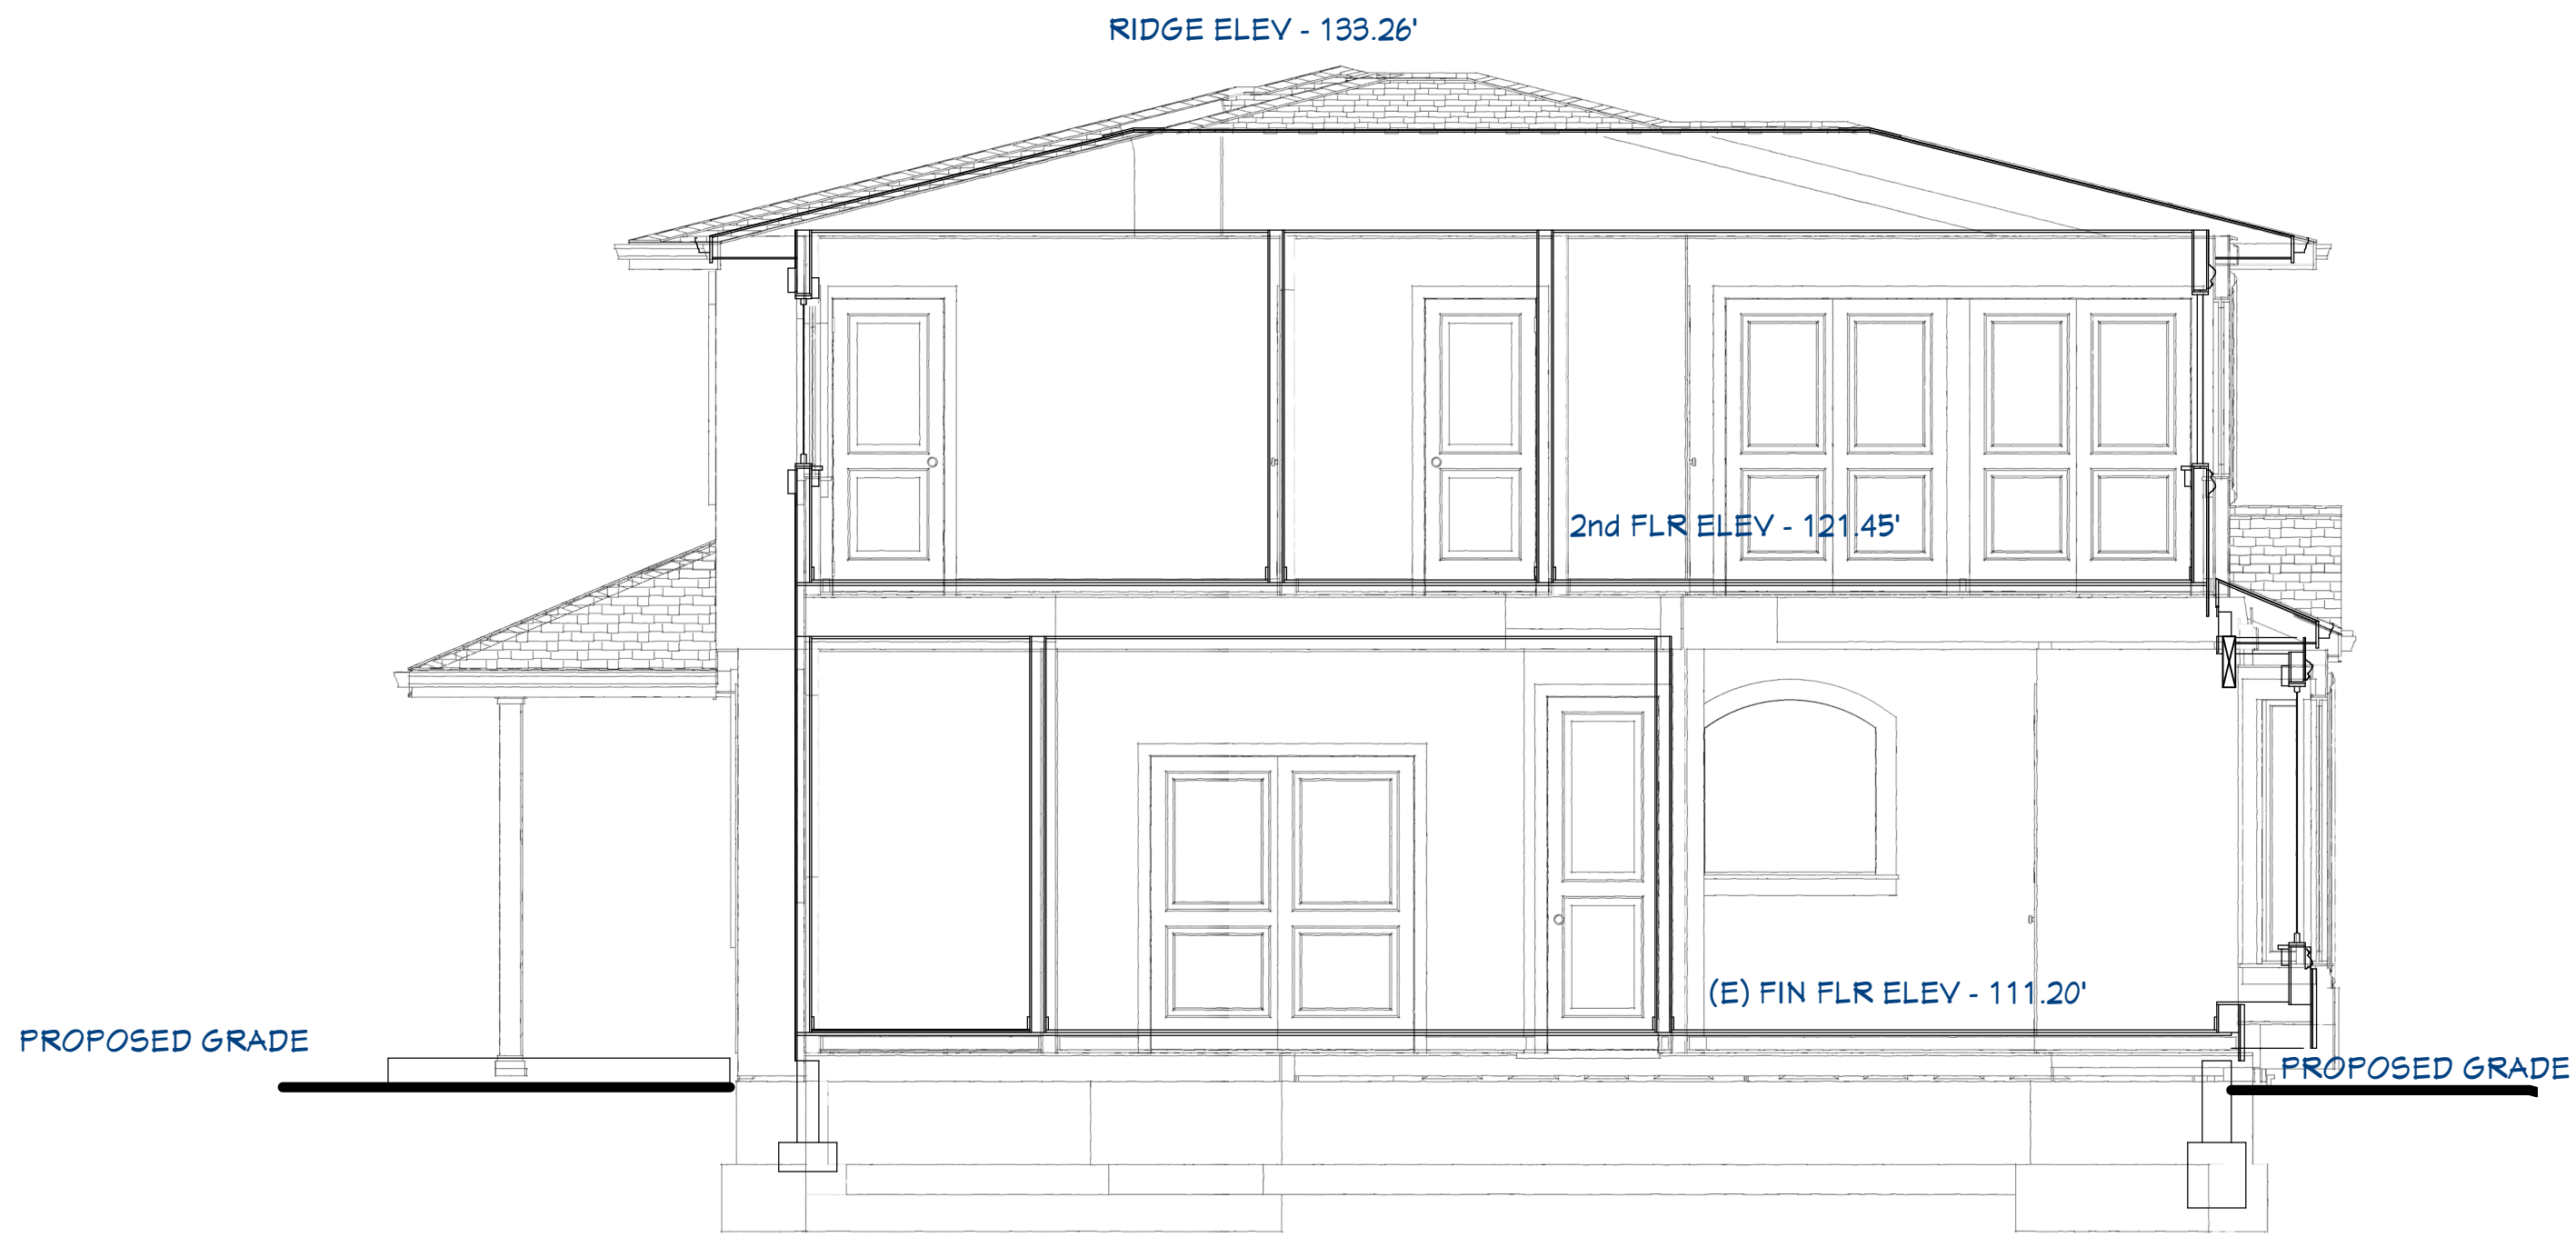 RIDGE ELEV - 133.26'
2nd FLR ELEV - 121.45'
(E) FIN FLR ELEV - 111.20'
PROPOSED GRADE
PROPOSED GRADE